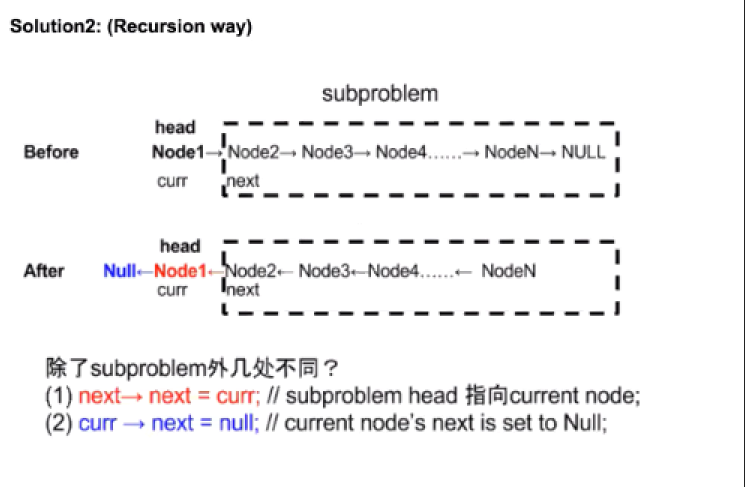 Solution2: (Recursion way)
subproblem
head
Before Node1→ Node2→ Node3→ Node4......→ NodeN→ NULL
curr next
head
After Null←Node1←Node2← Node3←Node4......← NodeN
curr next
除了subproblem外几处不同？
(1) next→ next = curr; // subproblem head 指向current node;
(2) curr → next = null; // current node's next is set to Null;